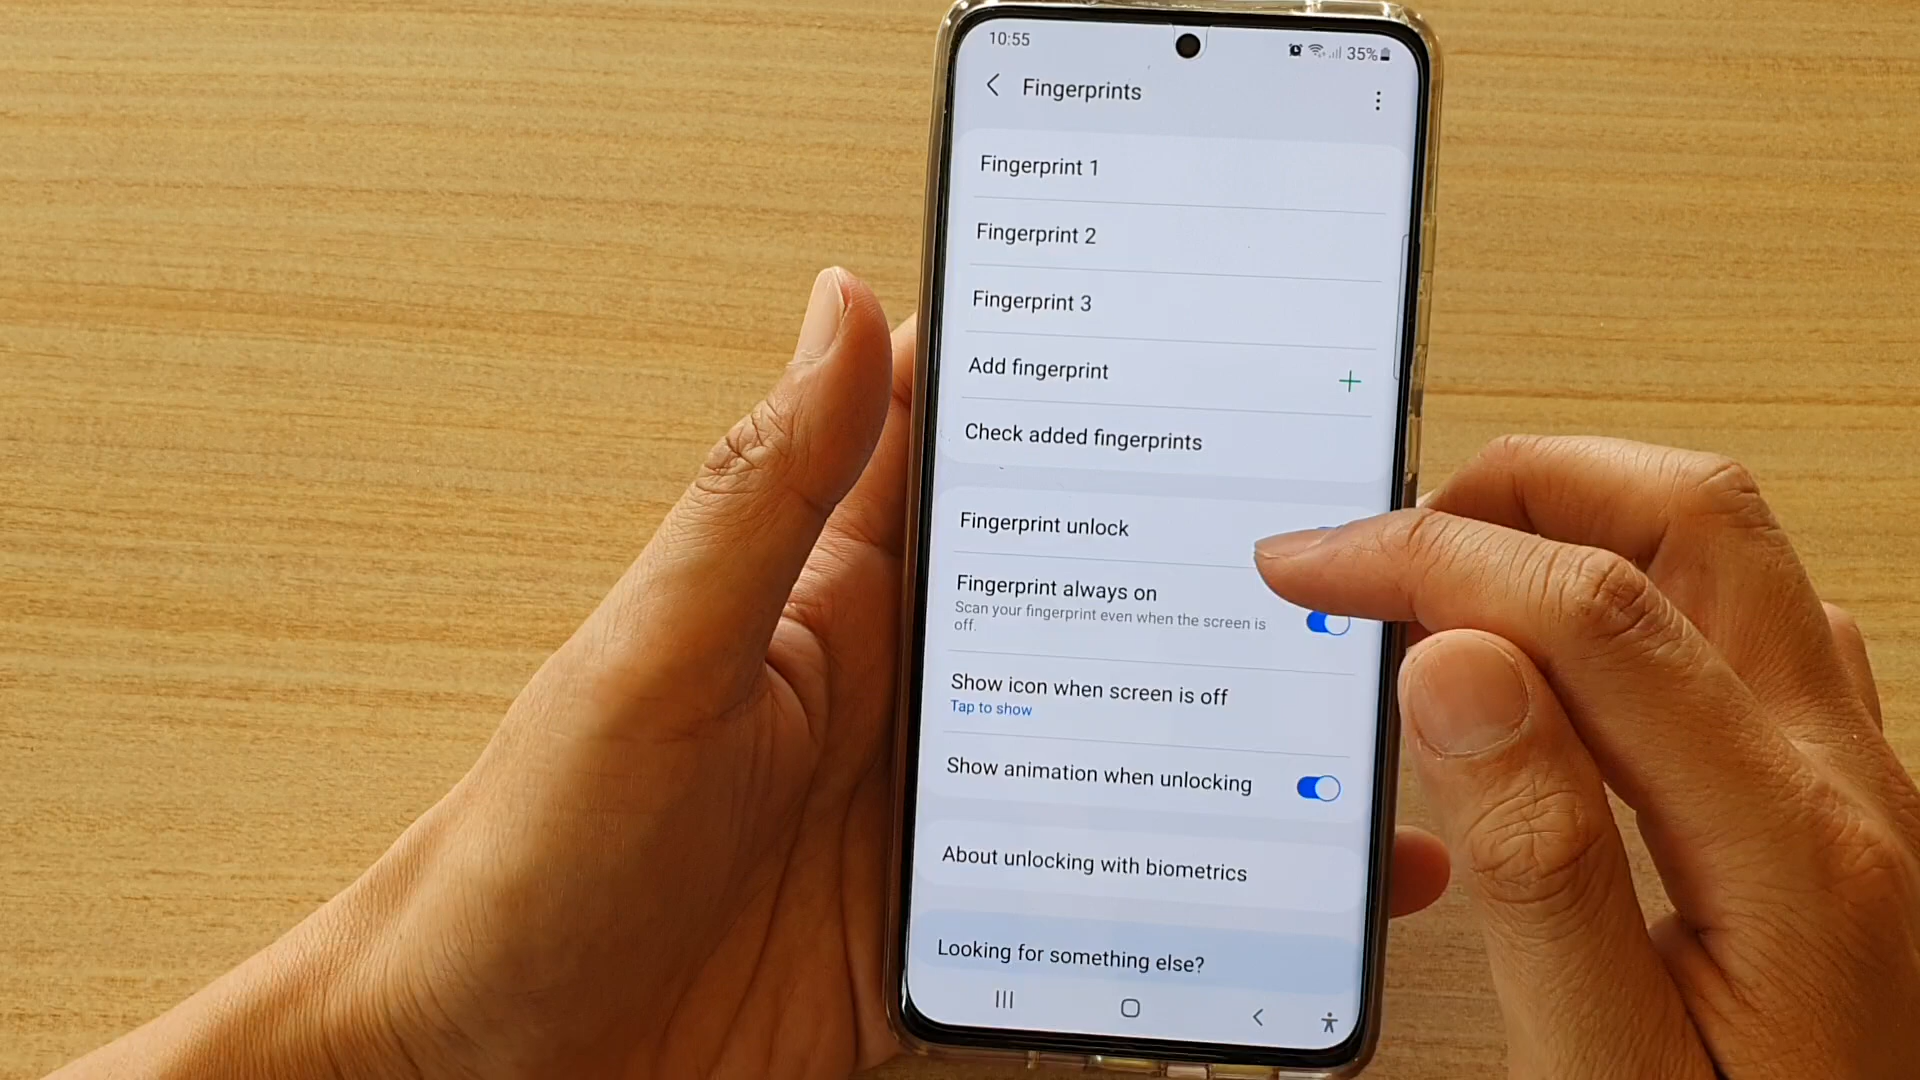 10:55
35%
Fingerprints
Fingerprint 1
Fingerprint 2
Fingerprint 3
Add fingerprint
Check added fingerprints
Fingerprint unlock
Fingerprint always on
Scan your fingerprint even when the screen is
off.
Show icon when screen is off
Tap to show
Show animation when unlocking
About unlocking with biometrics
Looking for something else?